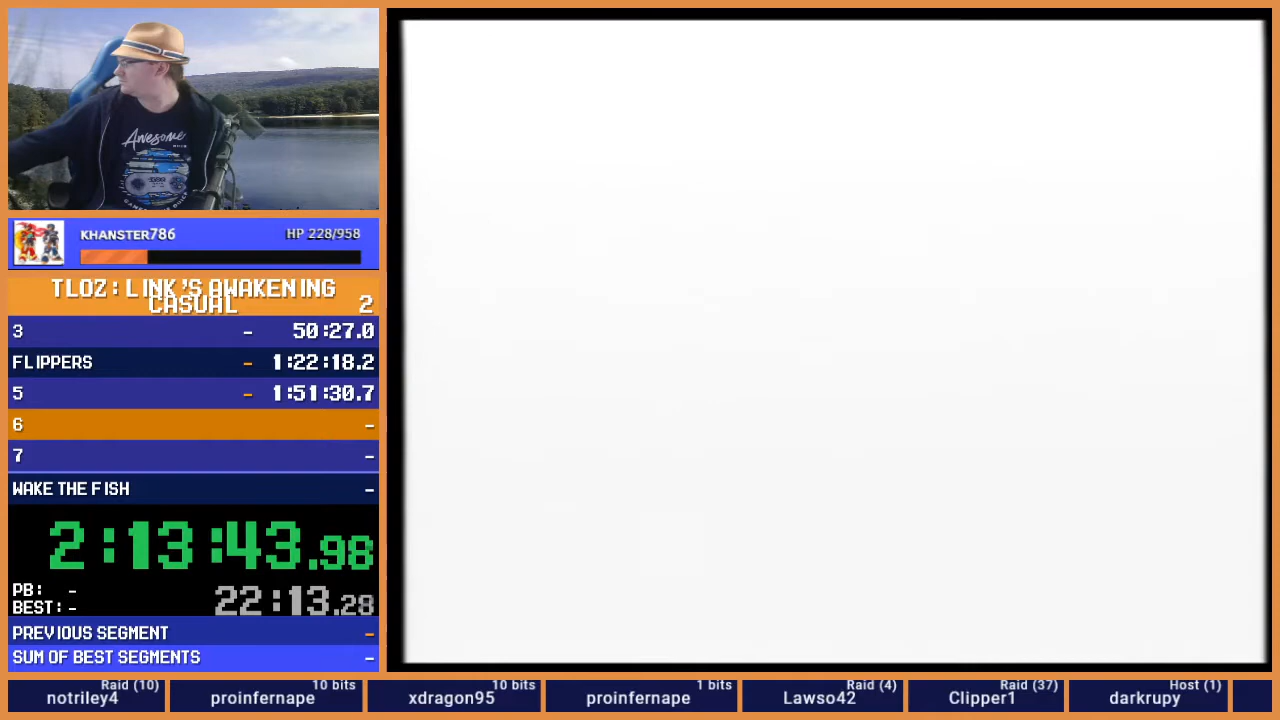 Awesome
KHANSTER786 HP 228/958
TLOZ: LINK'S AWAKENING
CASUAL 2
3 - 50:27.0
FLIPPERS - 1:22:18.2
5 - 1:51:30.7
6 -
7 -
WAKE THE FISH -
2:13:43.98
PB: -
BEST: - 22:13.28
PREVIOUS SEGMENT -
SUM OF BEST SEGMENTS -
Raid (10) 10 bits 10 bits 1 bits Raid (4) Raid (37) Host (1)
notriley4 proinfernape xdragon95 proinfernape Lawso42 Clipper1 darkrupy